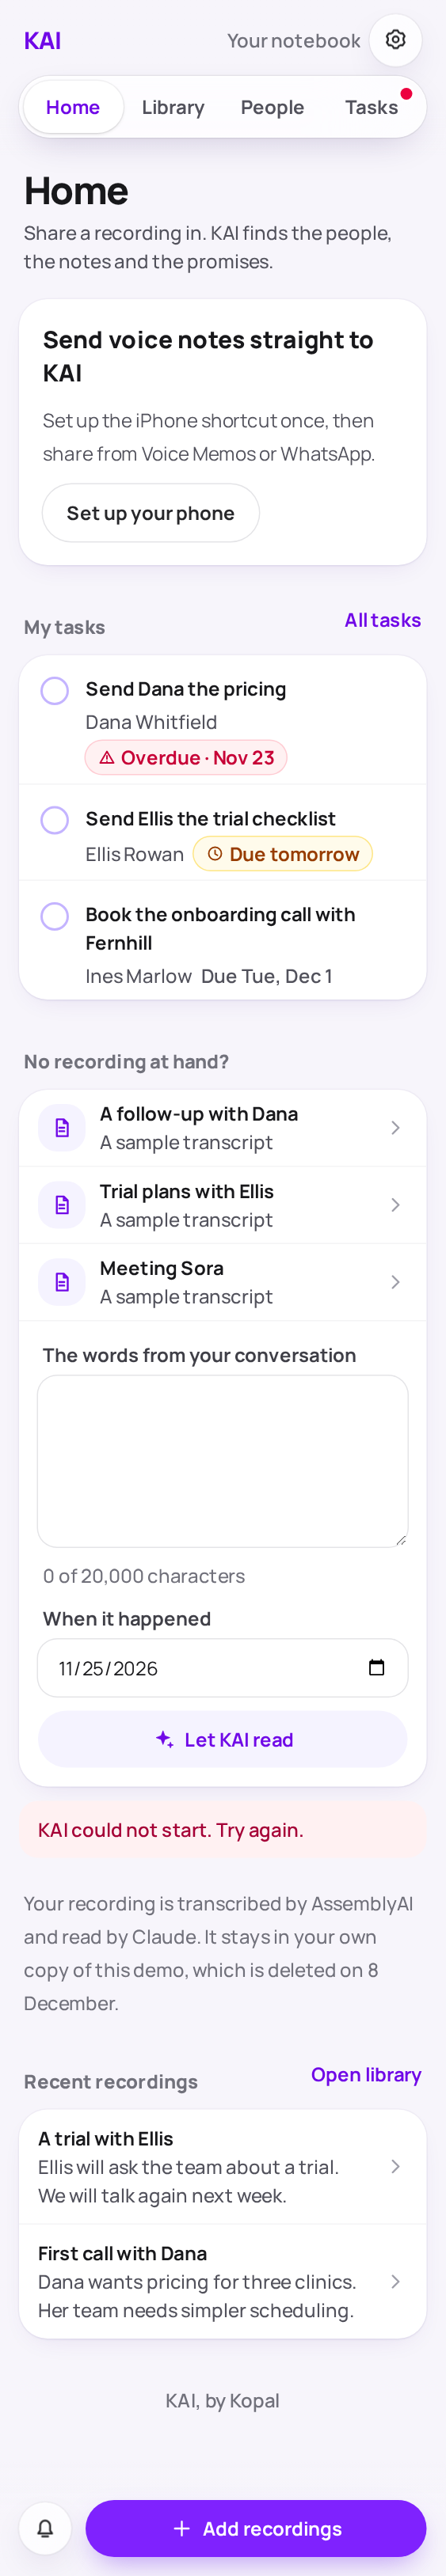 KAI
Your notebook
Home
Library
People
Tasks
Home
Share a recording in. KAI finds the people,
the notes and the promises.
Send voice notes straight to
KAI
Set up the iPhone shortcut once, then
share from Voice Memos or WhatsApp.
Set up your phone
My tasks
All tasks
Send Dana the pricing
Dana Whitfield
Overdue · Nov 23
Send Ellis the trial checklist
Ellis Rowan Due tomorrow
Book the onboarding call with
Fernhill
Ines Marlow Due Tue, Dec 1
No recording at hand?
A follow-up with Dana
A sample transcript
Trial plans with Ellis
A sample transcript
Meeting Sora
A sample transcript
The words from your conversation
0 of 20,000 characters
When it happened
11/25/2026
Let KAI read
KAI could not start. Try again.
Your recording is transcribed by AssemblyAI
and read by Claude. It stays in your own
copy of this demo, which is deleted on 8
December.
Recent recordings
Open library
A trial with Ellis
Ellis will ask the team about a trial.
We will talk again next week.
First call with Dana
Dana wants pricing for three clinics.
Her team needs simpler scheduling.
KAI, by Kopal
Add recordings